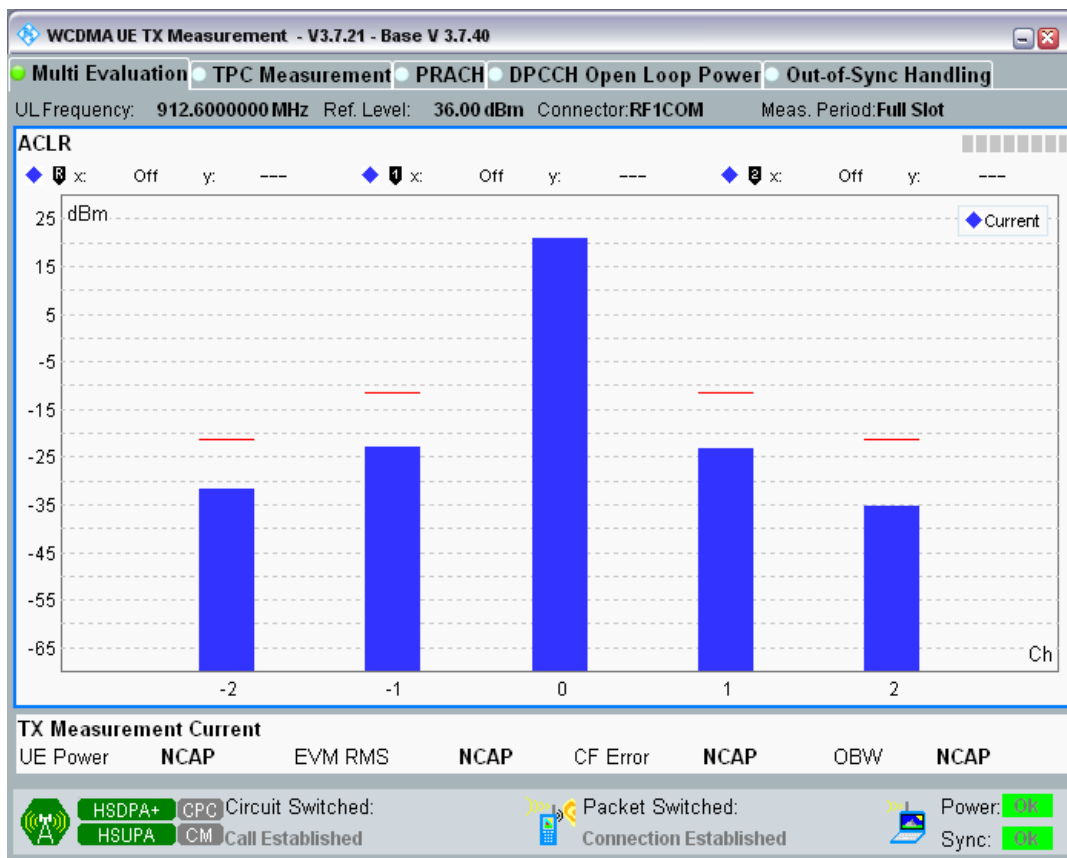 WCDMA UE TX Measurement - V3.7.21 - Base V 3.7.40
Multi Evaluation TPC Measurement PRACH DPCCH Open Loop Power Out-of-Sync Handling
UL Frequency: 912.6000000 MHz Ref. Level: 36.00 dBm Connector:RF1COM Meas. Period:Full Slot
ACLR
R x: Off y: --- 1 x: Off y: --- 2 x: Off y: ---
dBm
Current
25
15
5
-5
-15
-25
-35
-45
-55
-65
Ch
-2 -1 0 1 2
TX Measurement Current
UE Power NCAP EVM RMS NCAP CF Error NCAP OBW NCAP
HSDPA+ CPC Circuit Switched: Packet Switched: Power: Ok
HSUPA CM Call Established Connection Established Sync: Ok